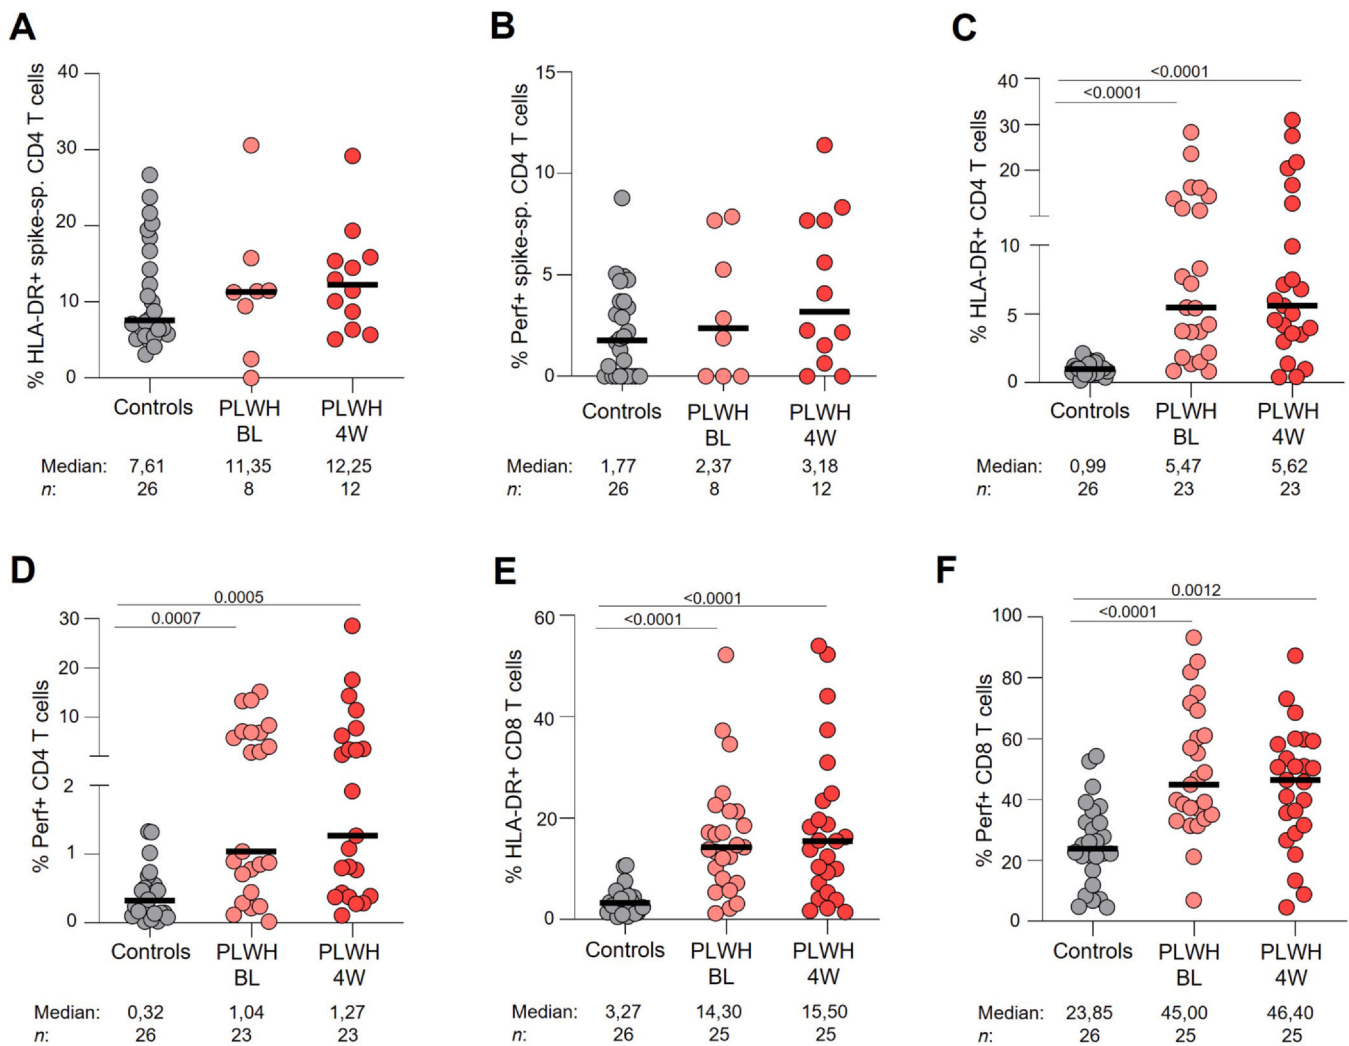 A
% HLA-DR+ spike-sp. CD4 T cells
40
30
20
10
0
Controls
PLWH
BL
PLWH
4W
Median: 7,61 11,35 12,25
n: 26 8 12
B
% Perf+ spike-sp. CD4 T cells
15
10
5
0
Controls
PLWH
BL
PLWH
4W
Median: 1,77 2,37 3,18
n: 26 8 12
C
% HLA-DR+ CD4 T cells
<0.0001
<0.0001
40
30
20
10
5
0
Controls
PLWH
BL
PLWH
4W
Median: 0,99 5,47 5,62
n: 26 23 23
D
% Perf+ CD4 T cells
0.0005
0.0007
30
20
10
2
1
0
Controls
PLWH
BL
PLWH
4W
Median: 0,32 1,04 1,27
n: 26 23 23
E
% HLA-DR+ CD8 T cells
<0.0001
<0.0001
60
40
20
0
Controls
PLWH
BL
PLWH
4W
Median: 3,27 14,30 15,50
n: 26 25 25
F
% Perf+ CD8 T cells
0.0012
<0.0001
100
80
60
40
20
0
Controls
PLWH
BL
PLWH
4W
Median: 23,85 45,00 46,40
n: 26 25 25